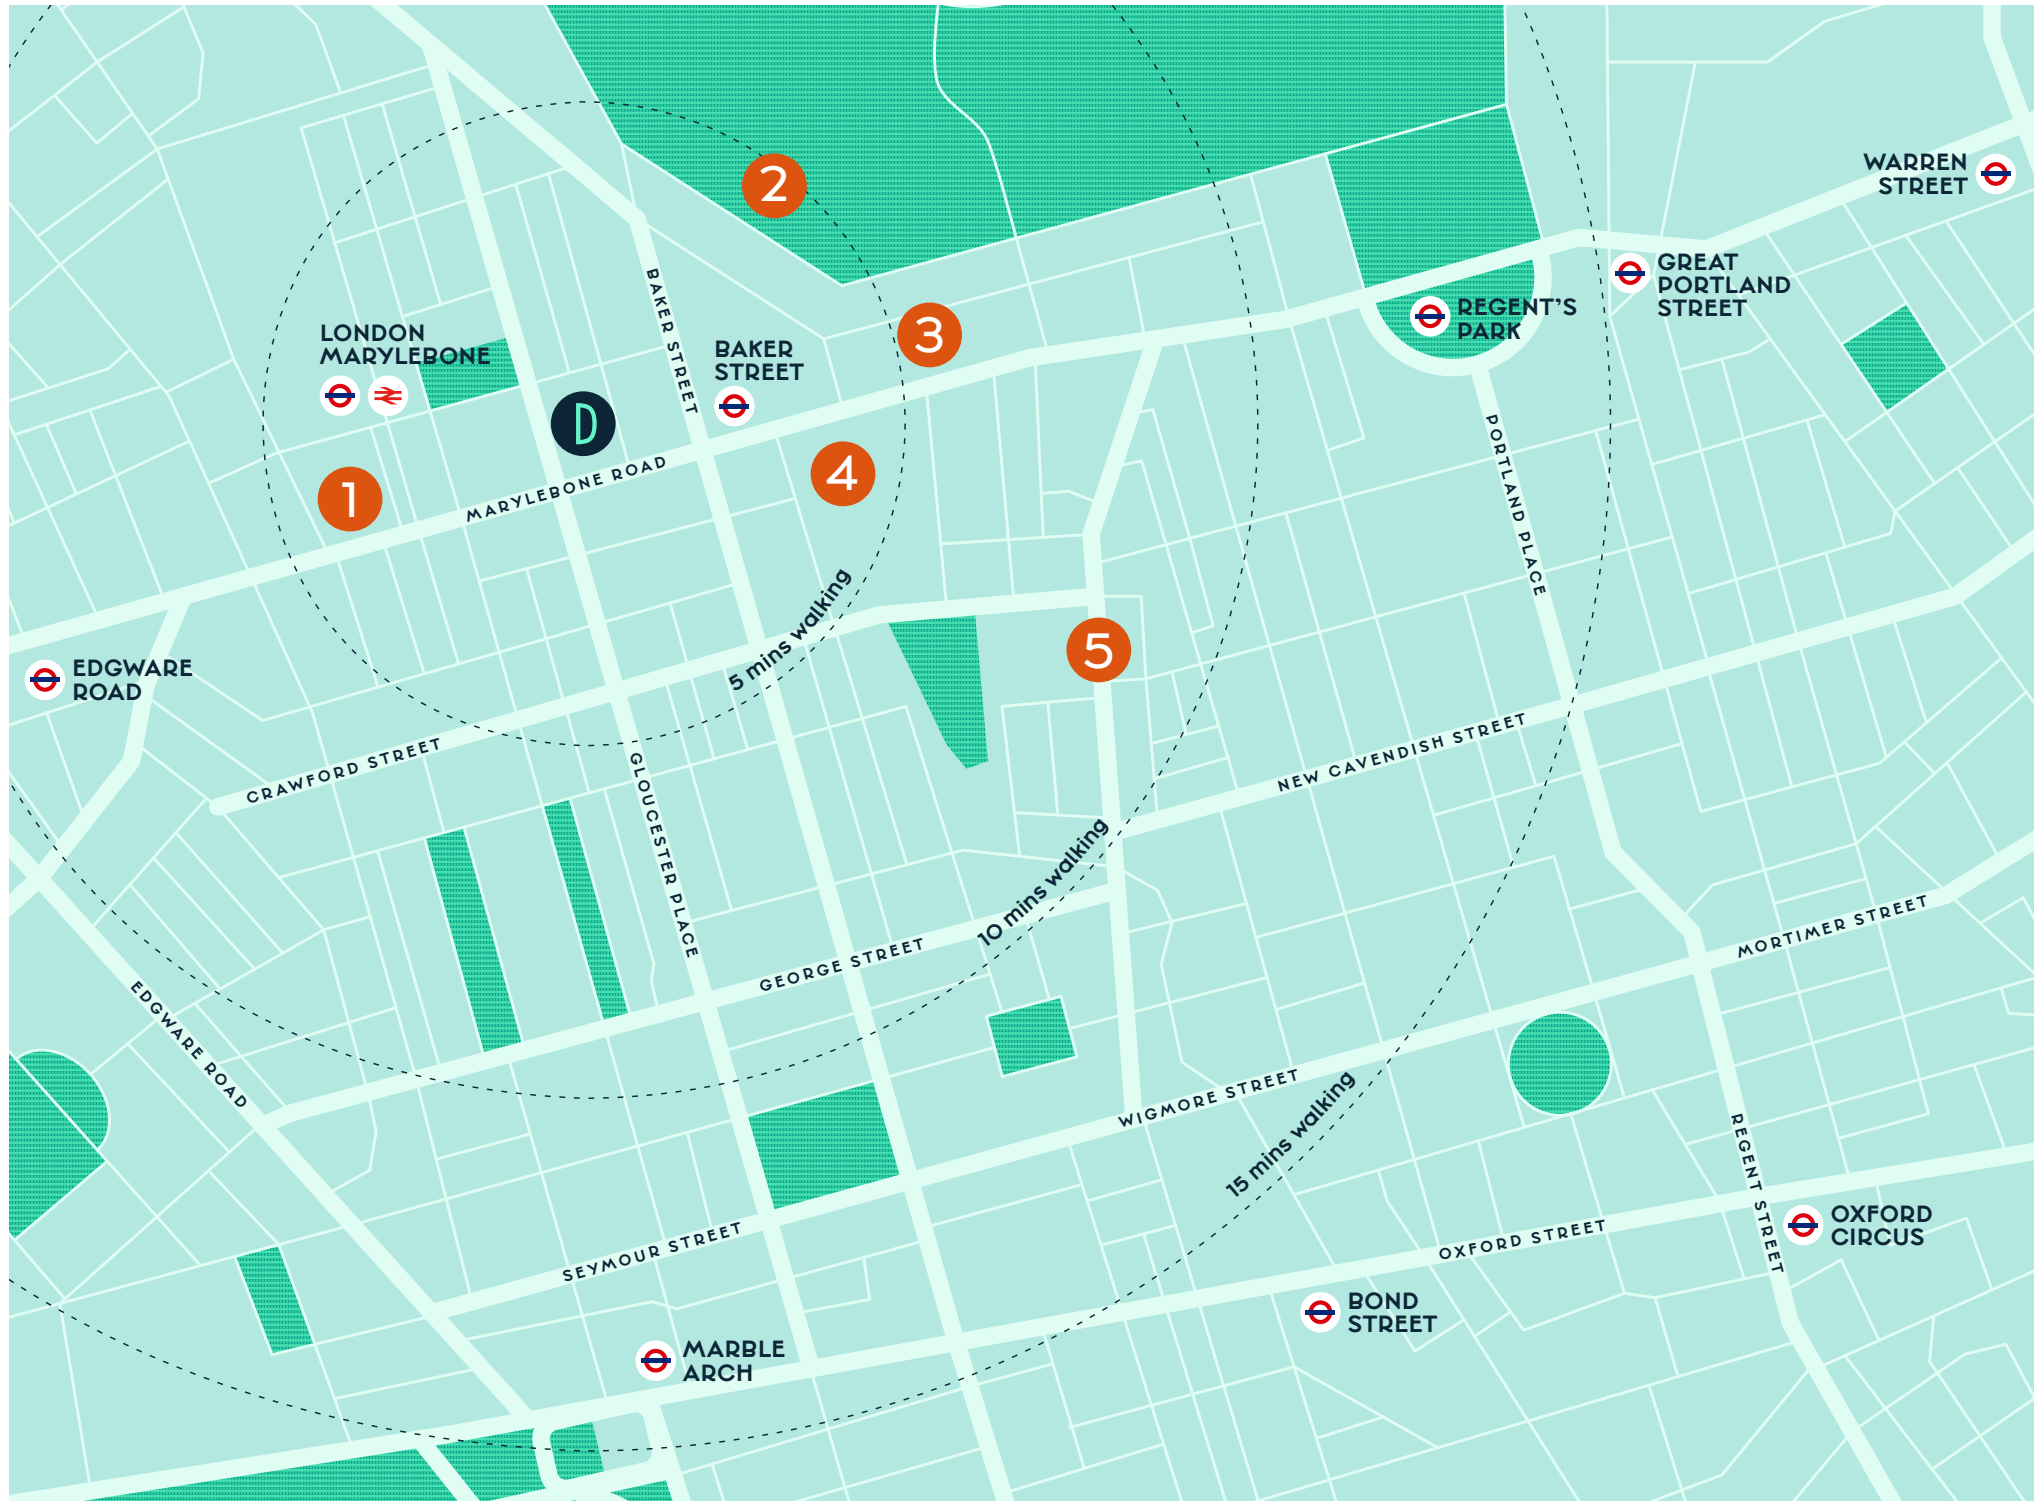 2
WARREN
STREET
GREAT
PORTLAND
STREET
REGENT'S
PARK
BAKER STREET
LONDON
MARYLEBONE
BAKER
STREET
3
D
MARYLEBONE ROAD
4
1
PORTLAND PLACE
5 mins walking
5
EDGWARE
ROAD
CRAWFORD STREET
GLOUCESTER PLACE
NEW CAVENDISH STREET
10 mins walking
GEORGE STREET
MORTIMER STREET
EDGWARE ROAD
WIGMORE STREET
15 mins walking
REGENT STREET
SEYMOUR STREET
OXFORD STREET
OXFORD
CIRCUS
BOND
STREET
MARBLE
ARCH